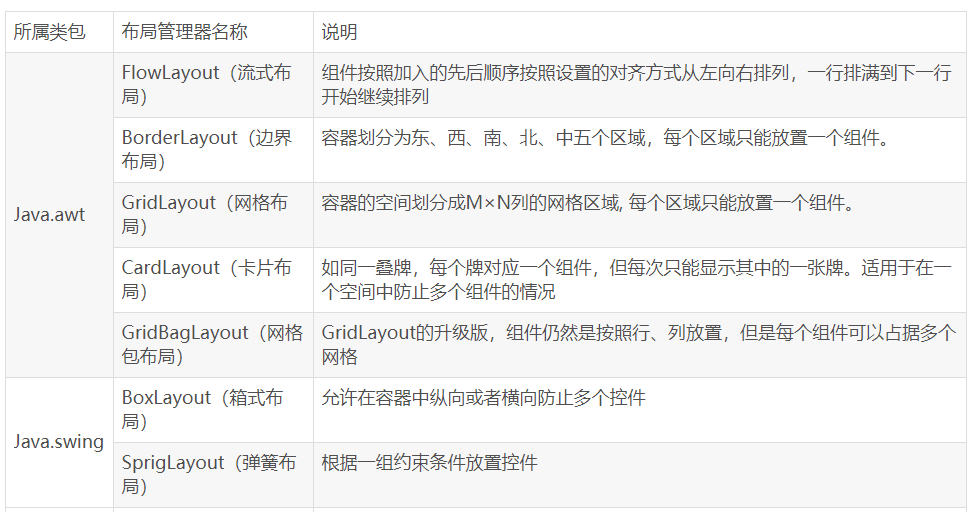 所属类包
布局管理器名称
说明
Java.awt
FlowLayout（流式布
局）
组件按照加入的先后顺序按照设置的对齐方式从左向右排列，一行排满到下一行
开始继续排列
BorderLayout（边界
布局）
容器划分为东、西、南、北、中五个区域，每个区域只能放置一个组件。
GridLayout（网格布
局）
容器的空间划分成M×N列的网格区域, 每个区域只能放置一个组件。
CardLayout（卡片布
局）
如同一叠牌，每个牌对应一个组件，但每次只能显示其中的一张牌。适用于在一
个空间中防止多个组件的情况
GridBagLayout（网格
包布局）
GridLayout的升级版，组件仍然是按照行、列放置，但是每个组件可以占据多个
网格
Java.swing
BoxLayout（箱式布
局）
允许在容器中纵向或者横向防止多个控件
SprigLayout（弹簧布
局）
根据一组约束条件放置控件